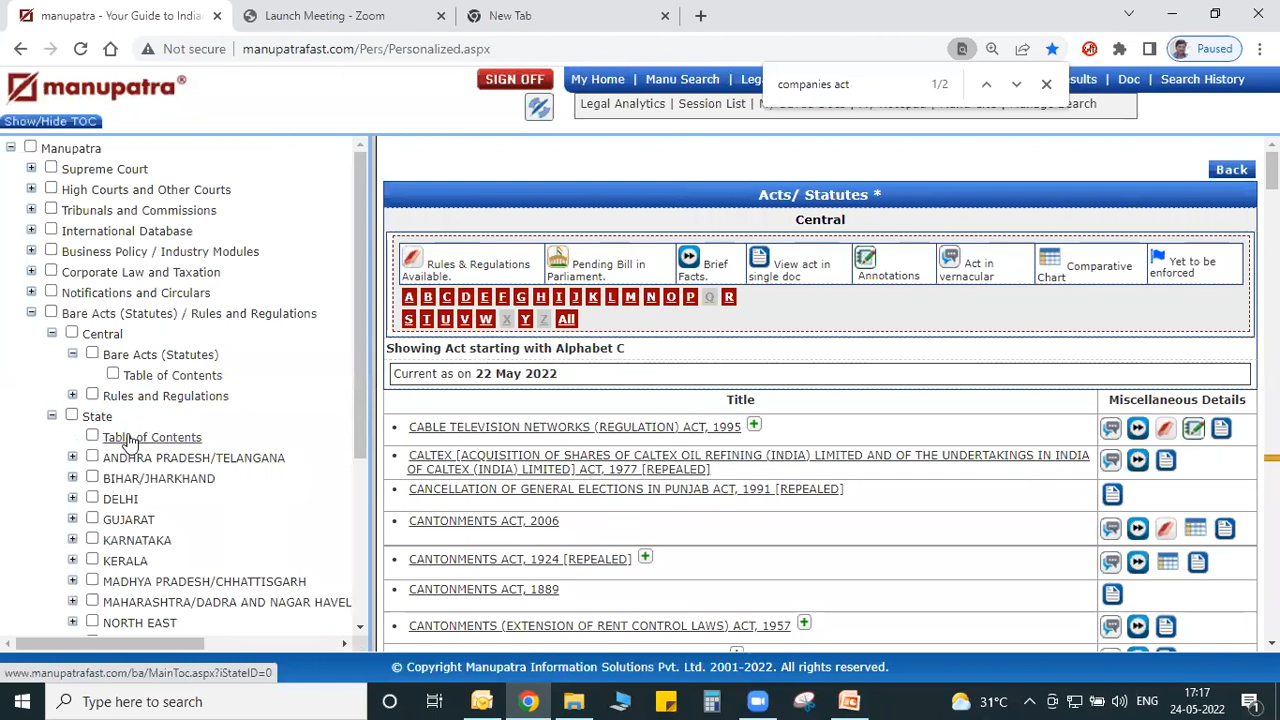 manupatra - Your Guide to India
Launch Meeting - Zoom
New Tab
Not secure
manupatrafast.com/Pers/Personalized.aspx
Paused
companies act
1/2
manupatra®
SIGN OFF
My Home | Manu Search |
Doc | Search History
Legal Analytics | Session List |
Show/Hide TOC
Manupatra
Supreme Court
High Courts and Other Courts
Tribunals and Commissions
International Database
Business Policy / Industry Modules
Corporate Law and Taxation
Notifications and Circulars
Bare Acts (Statutes) / Rules and Regulations
Central
Bare Acts (Statutes)
Table of Contents
Rules and Regulations
State
Table of Contents
ANDHRA PRADESH/TELANGANA
BIHAR/JHARKHAND
DELHI
GUJARAT
KARNATAKA
KERALA
MADHYA PRADESH/CHHATTISGARH
MAHARASHTRA/DADRA AND NAGAR HAVEL
NORTH EAST
Back
Acts/ Statutes *
Central
Rules & Regulations Available.
Pending Bill in Parliament.
Brief Facts.
View act in single doc
Annotations
Act in vernacular
Comparative Chart
Yet to be enforced
A B C D E F G H I J K L M N O P Q R
S T U V W X Y Z All
Showing Act starting with Alphabet C
Current as on 22 May 2022
Title
Miscellaneous Details
• CABLE TELEVISION NETWORKS (REGULATION) ACT, 1995
• CALTEX [ACQUISITION OF SHARES OF CALTEX OIL REFINING (INDIA) LIMITED AND OF THE UNDERTAKINGS IN INDIA
OF CALTEX (INDIA) LIMITED] ACT, 1977 [REPEALED]
• CANCELLATION OF GENERAL ELECTIONS IN PUNJAB ACT, 1991 [REPEALED]
• CANTONMENTS ACT, 2006
• CANTONMENTS ACT, 1924 [REPEALED]
• CANTONMENTS ACT, 1889
• CANTONMENTS (EXTENSION OF RENT CONTROL LAWS) ACT, 1957
www.manupatrafast.com/ba/MainToc.aspx?iStateID=0
© Copyright Manupatra Information Solutions Pvt. Ltd. 2001-2022. All rights reserved.
Type here to search
31°C
ENG
17:17
24-05-2022
1